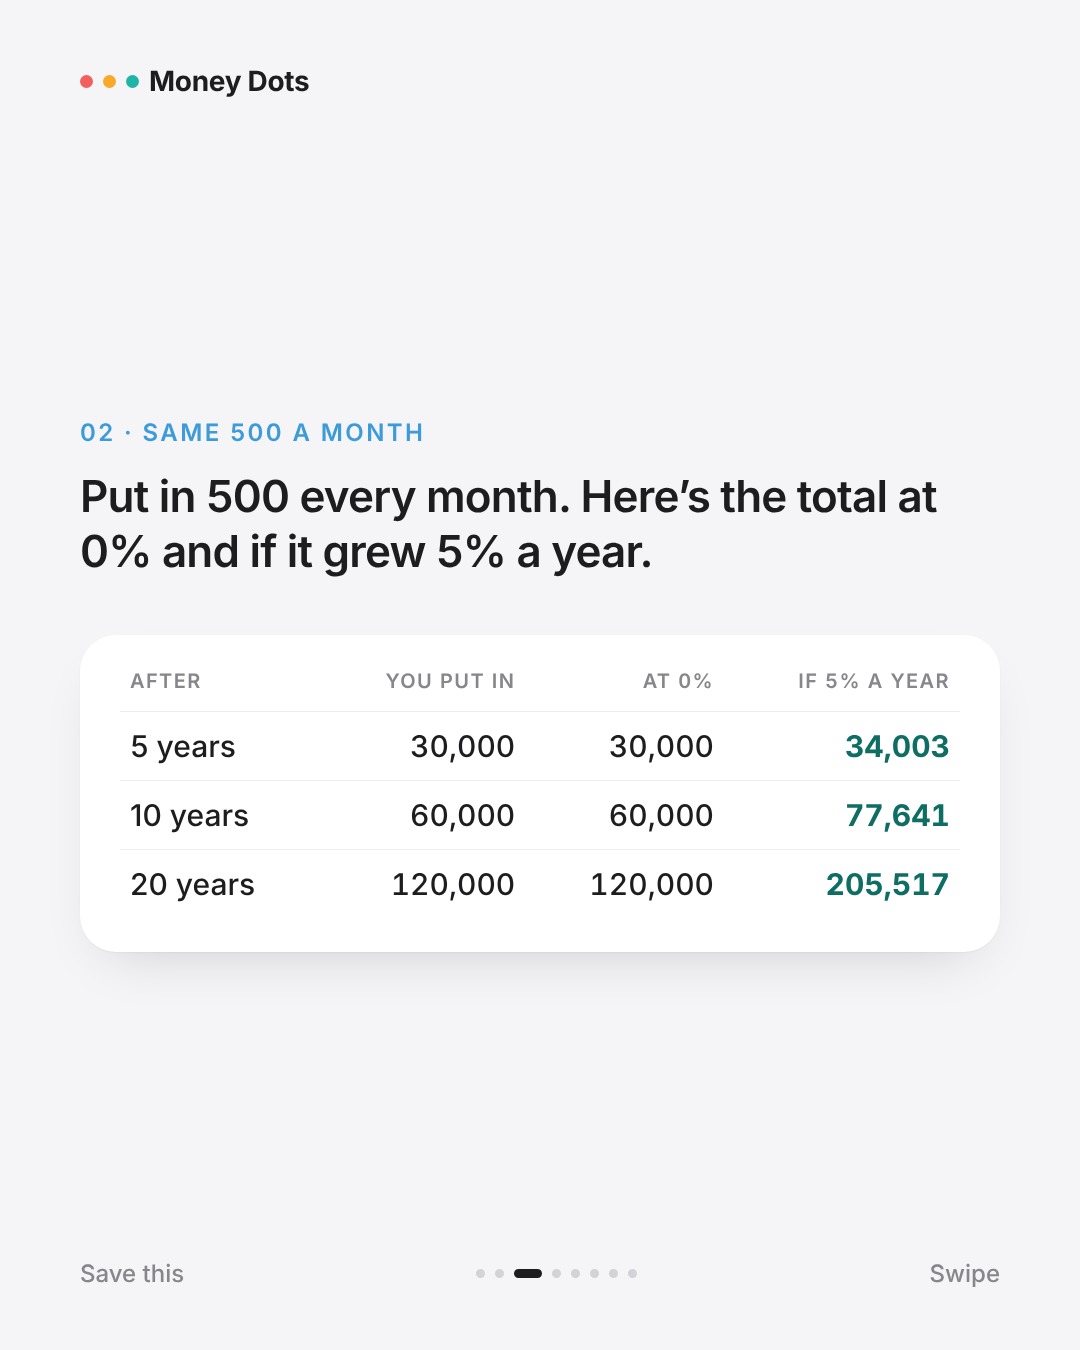 Money Dots
02 · SAME 500 A MONTH
Put in 500 every month. Here’s the total at
0% and if it grew 5% a year.
AFTER YOU PUT IN AT 0% IF 5% A YEAR
5 years 30,000 30,000 34,003
10 years 60,000 60,000 77,641
20 years 120,000 120,000 205,517
Save this Swipe